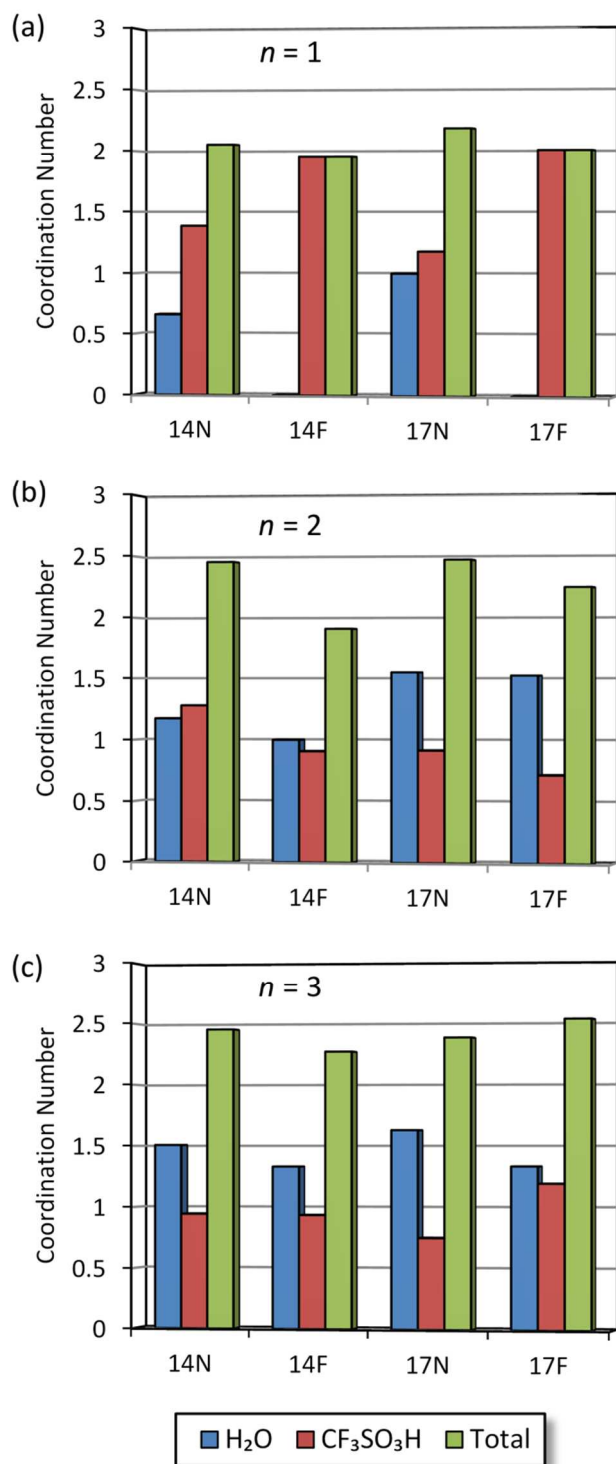 (a)
n = 1
Coordination Number
3
2.5
2
1.5
1
0.5
0
14N 14F 17N 17F
(b)
n = 2
Coordination Number
3
2.5
2
1.5
1
0.5
0
14N 14F 17N 17F
(c)
n = 3
Coordination Number
3
2.5
2
1.5
1
0.5
0
14N 14F 17N 17F
H₂O CF₃SO₃H Total